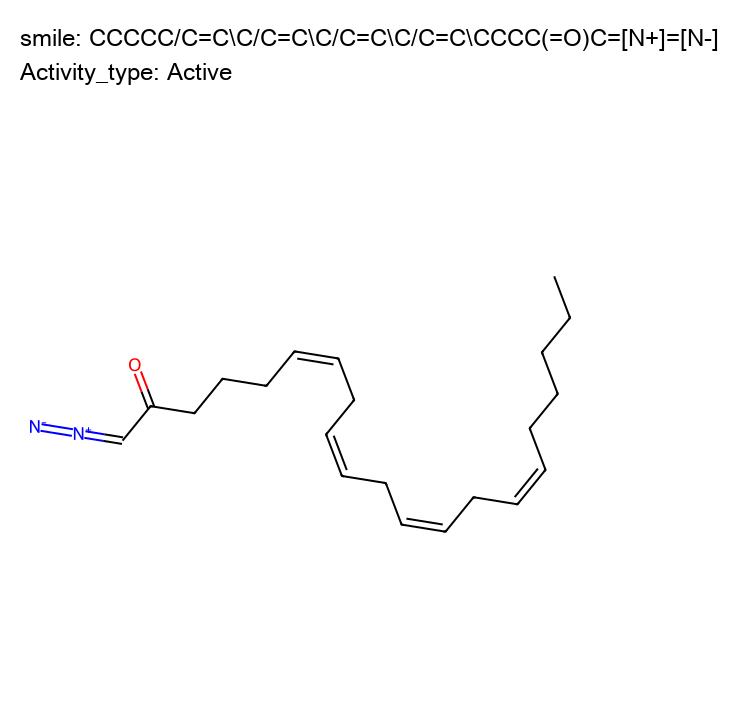 smile: CCCCC/C=C\C/C=C\C/C=C\C/C=C\CCCC(=O)C=[N+]=[N-]
Activity_type: Active
O
N- N+